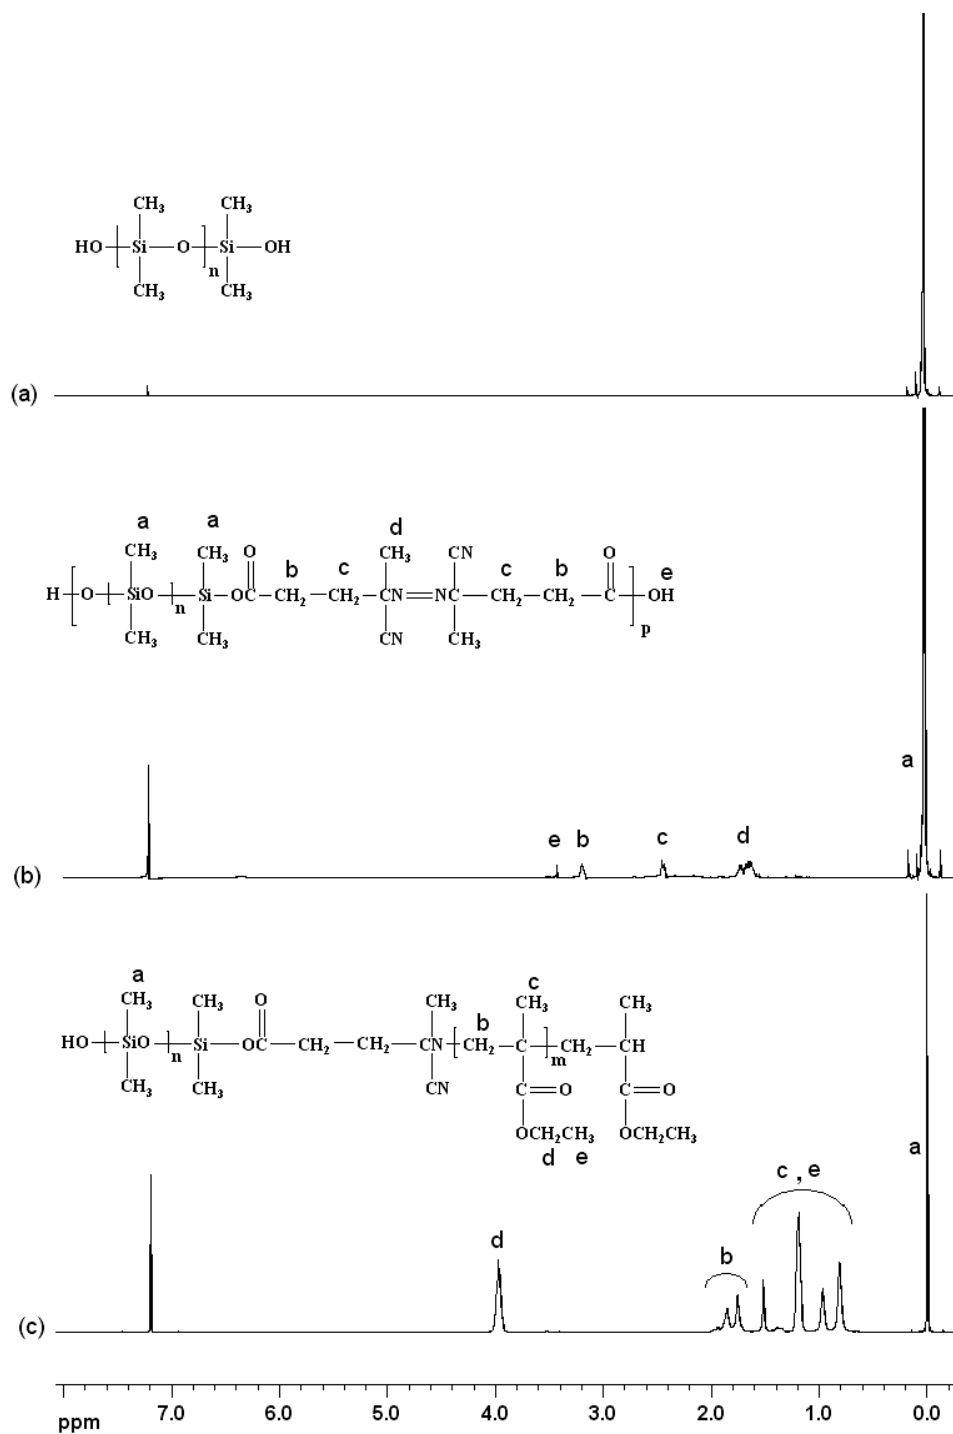 CH3 CH3
HO Si O Si OH
n
CH3 CH3
(a)
a a d
CH3 CH3 O CH3 CN O
b c c b e
H O SiO Si OC CH2 CH2 C N N C CH2 CH2 C OH
n p
CH3 CH3 CN CH3
a
e b c d
(b)
a c
CH3 CH3 O CH3 CH3 CH3
b
HO SiO Si OC CH2 CH2 CN CH2 C CH2 CH
n m
CH3 CH3 CN C O C O
OCH2CH3 OCH2CH3
d e
a
c , e
d b
(c)
ppm 7.0 6.0 5.0 4.0 3.0 2.0 1.0 0.0